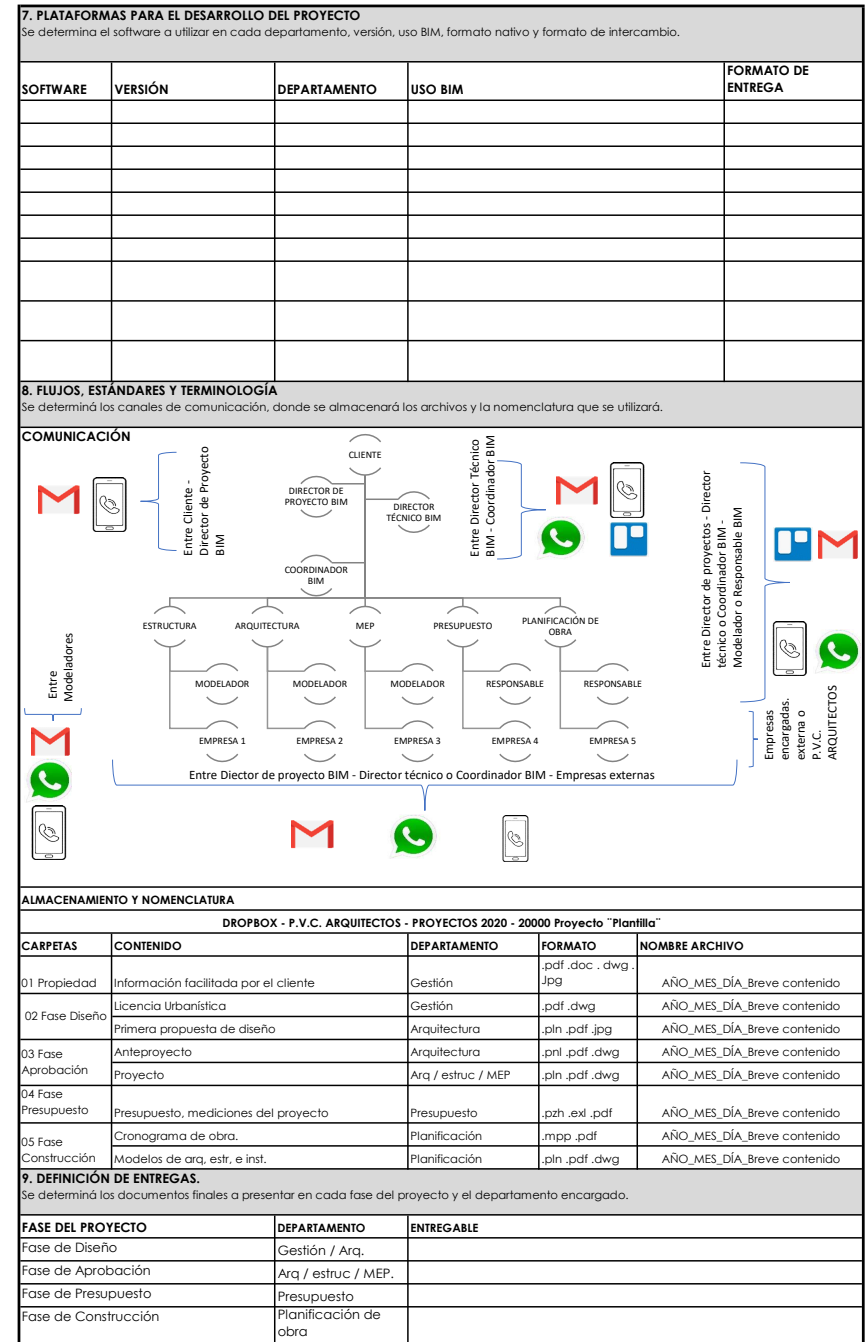 7. PLATAFORMAS PARA EL DESARROLLO DEL PROYECTO
Se determina el software a utilizar en cada departamento, versión, uso BIM, formato nativo y formato de intercambio.
SOFTWARE VERSIÓN DEPARTAMENTO USO BIM FORMATO DE
ENTREGA
8. FLUJOS, ESTÁNDARES Y TERMINOLOGÍA
Se determiná los canales de comunicación, donde se almacenará los archivos y la nomenclatura que se utilizará.
COMUNICACIÓN
Entre Cliente -
Director de Proyecto
BIM
CLIENTE
DIRECTOR DE
PROYECTO BIM
DIRECTOR
TÉCNICO BIM
COORDINADOR
BIM
Entre Director Técnico
BIM - Coordinador BIM
Entre Director de proyectos - Director
técnico o Coordinador BIM -
Modelador o Responsable BIM
ESTRUCTURA
ARQUITECTURA
MEP
PRESUPUESTO
PLANIFICACIÓN DE
OBRA
Entre
Modeladores
MODELADOR
MODELADOR
MODELADOR
RESPONSABLE
RESPONSABLE
EMPRESA 1
EMPRESA 2
EMPRESA 3
EMPRESA 4
EMPRESA 5
Empresas
encargadas.
externa o
P.V.C.
ARQUITECTOS
Entre Diector de proyecto BIM - Director técnico o Coordinador BIM - Empresas externas
ALMACENAMIENTO Y NOMENCLATURA
DROPBOX - P.V.C. ARQUITECTOS - PROYECTOS 2020 - 20000 Proyecto ¨Plantilla¨
CARPETAS CONTENIDO DEPARTAMENTO FORMATO NOMBRE ARCHIVO
01 Propiedad Información facilitada por el cliente Gestión .pdf .doc . dwg .
Jpg AÑO_MES_DÍA_Breve contenido
02 Fase Diseño Licencia Urbanística Gestión .pdf .dwg AÑO_MES_DÍA_Breve contenido
Primera propuesta de diseño Arquitectura .pln .pdf .jpg AÑO_MES_DÍA_Breve contenido
03 Fase
Aprobación Anteproyecto Arquitectura .pnl .pdf .dwg AÑO_MES_DÍA_Breve contenido
Proyecto Arq / estruc / MEP .pln .pdf .dwg AÑO_MES_DÍA_Breve contenido
04 Fase
Presupuesto Presupuesto, mediciones del proyecto Presupuesto .pzh .exl .pdf AÑO_MES_DÍA_Breve contenido
05 Fase
Construcción Cronograma de obra. Planificación .mpp .pdf AÑO_MES_DÍA_Breve contenido
Modelos de arq, estr, e inst. Planificación .pln .pdf .dwg AÑO_MES_DÍA_Breve contenido
9. DEFINICIÓN DE ENTREGAS.
Se determiná los documentos finales a presentar en cada fase del proyecto y el departamento encargado.
FASE DEL PROYECTO DEPARTAMENTO ENTREGABLE
Fase de Diseño Gestión / Arq.
Fase de Aprobación Arq / estruc / MEP.
Fase de Presupuesto Presupuesto
Fase de Construcción Planificación de
obra